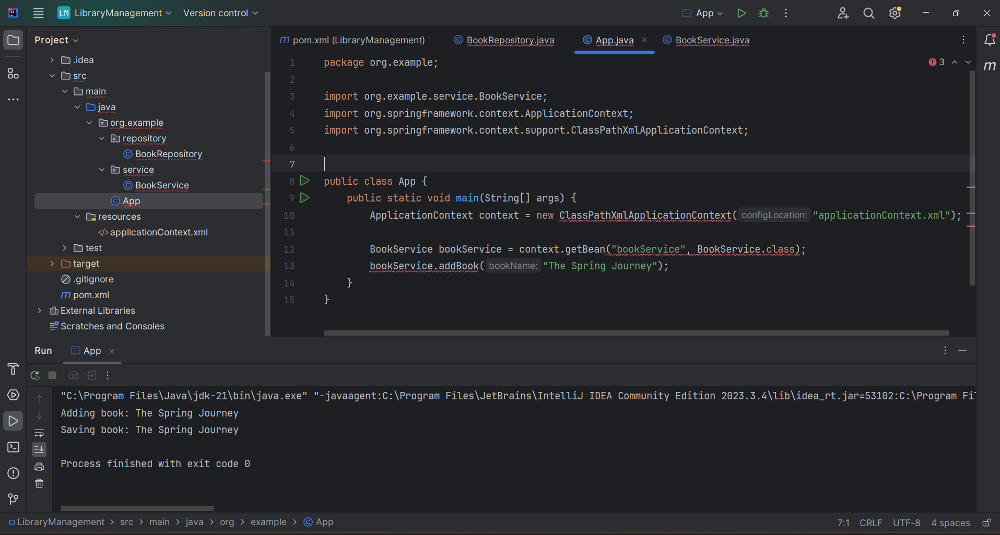 LM LibraryManagement Version control App
Project
pom.xml (LibraryManagement) BookRepository.java App.java BookService.java
.idea
src
main
java
org.example
repository
BookRepository
service
BookService
App
resources
applicationContext.xml
test
target
.gitignore
pom.xml
External Libraries
Scratches and Consoles
3
1 package org.example;
2
3 import org.example.service.BookService;
4 import org.springframework.context.ApplicationContext;
5 import org.springframework.context.support.ClassPathXmlApplicationContext;
6
7
8 public class App {
9 public static void main(String[] args) {
10 ApplicationContext context = new ClassPathXmlApplicationContext( configLocation: "applicationContext.xml");
11
12 BookService bookService = context.getBean("bookService", BookService.class);
13 bookService.addBook( bookName: "The Spring Journey");
14 }
15 }
Run App
"C:\Program Files\Java\jdk-21\bin\java.exe" "-javaagent:C:\Program Files\JetBrains\IntelliJ IDEA Community Edition 2023.3.4\lib\idea_rt.jar=53102:C:\Program Fi
Adding book: The Spring Journey
Saving book: The Spring Journey
Process finished with exit code 0
LibraryManagement > src > main > java > org > example > App
7:1 CRLF UTF-8 4 spaces